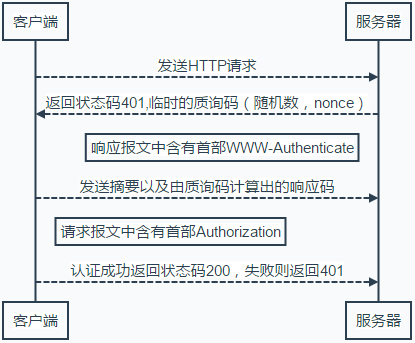 客户端 服务器
发送HTTP请求
返回状态码401,临时的质询码（随机数，nonce）
响应报文中含有首部WWW-Authenticate
发送摘要以及由质询码计算出的响应码
请求报文中含有首部Authorization
认证成功返回状态码200，失败则返回401
客户端 服务器